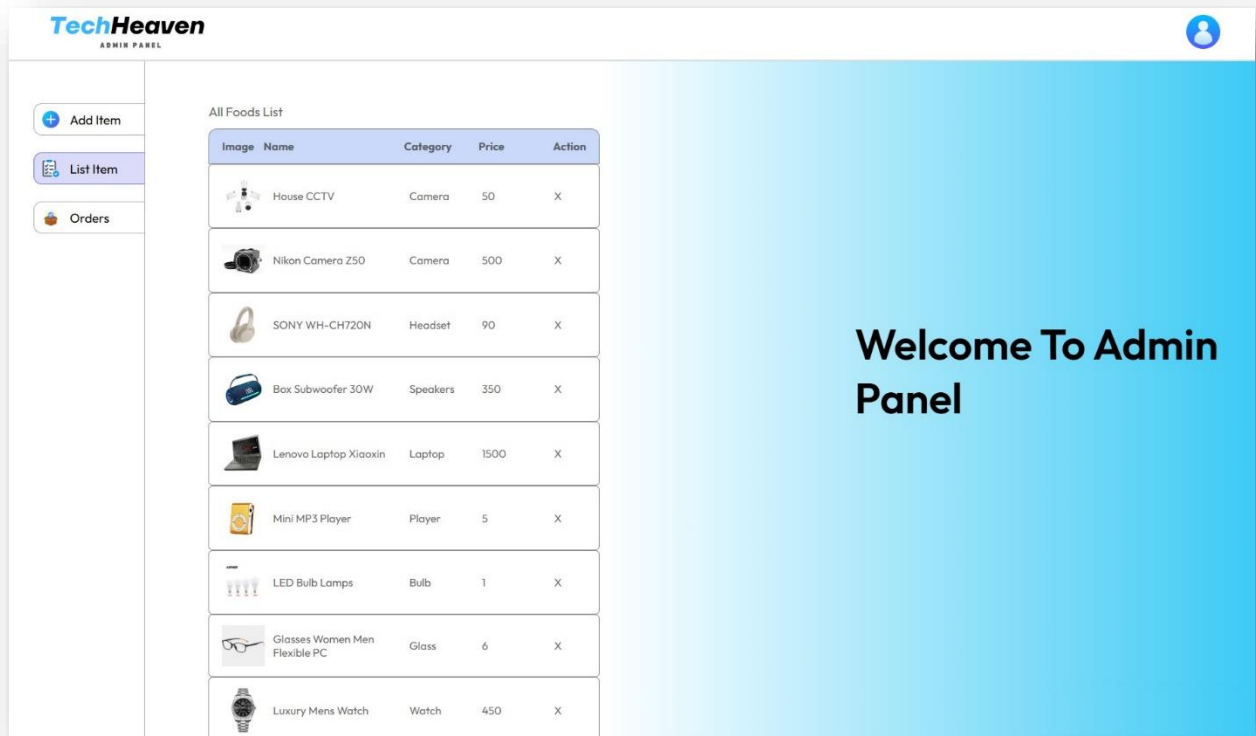 TechHeaven
ADMIN PANEL
Add Item
List Item
Orders
All Foods List
Image Name Category Price Action
House CCTV Camera 50 X
Nikon Camera Z50 Camera 500 X
SONY WH-CH720N Headset 90 X
Box Subwoofer 30W Speakers 350 X
Lenovo Laptop Xiaoxin Laptop 1500 X
Mini MP3 Player Player 5 X
LED Bulb Lamps Bulb 1 X
Glasses Women Men
Flexible PC Glass 6 X
Luxury Mens Watch Watch 450 X
Welcome To Admin
Panel